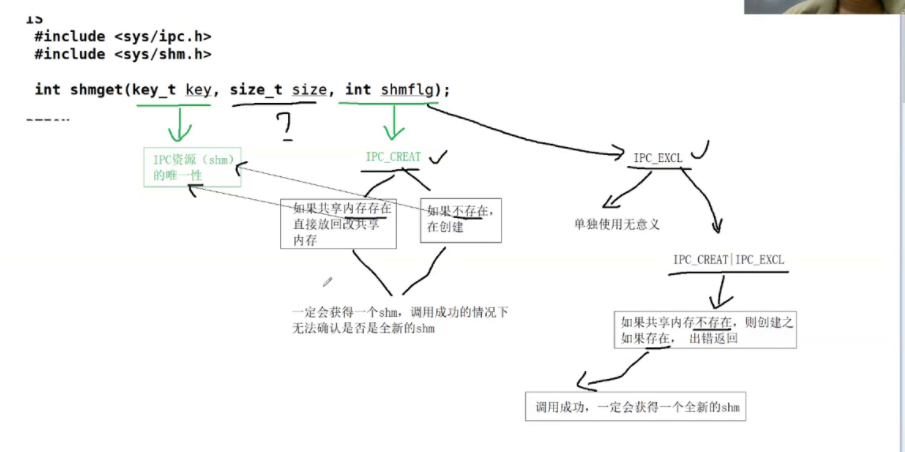 #include <sys/ipc.h>
#include <sys/shm.h>
int shmget(key_t key, size_t size, int shmflg);
?
IPC资源（shm）
的唯一性
IPC_CREAT
IPC_EXCL
如果共享内存存在
直接放回改共享
内存
如果不存在，
在创建
单独使用无意义
IPC_CREAT|IPC_EXCL
一定会获得一个shm，调用成功的情况下
无法确认是否是全新的shm
如果共享内存不存在，则创建之
如果存在， 出错返回
调用成功，一定会获得一个全新的shm